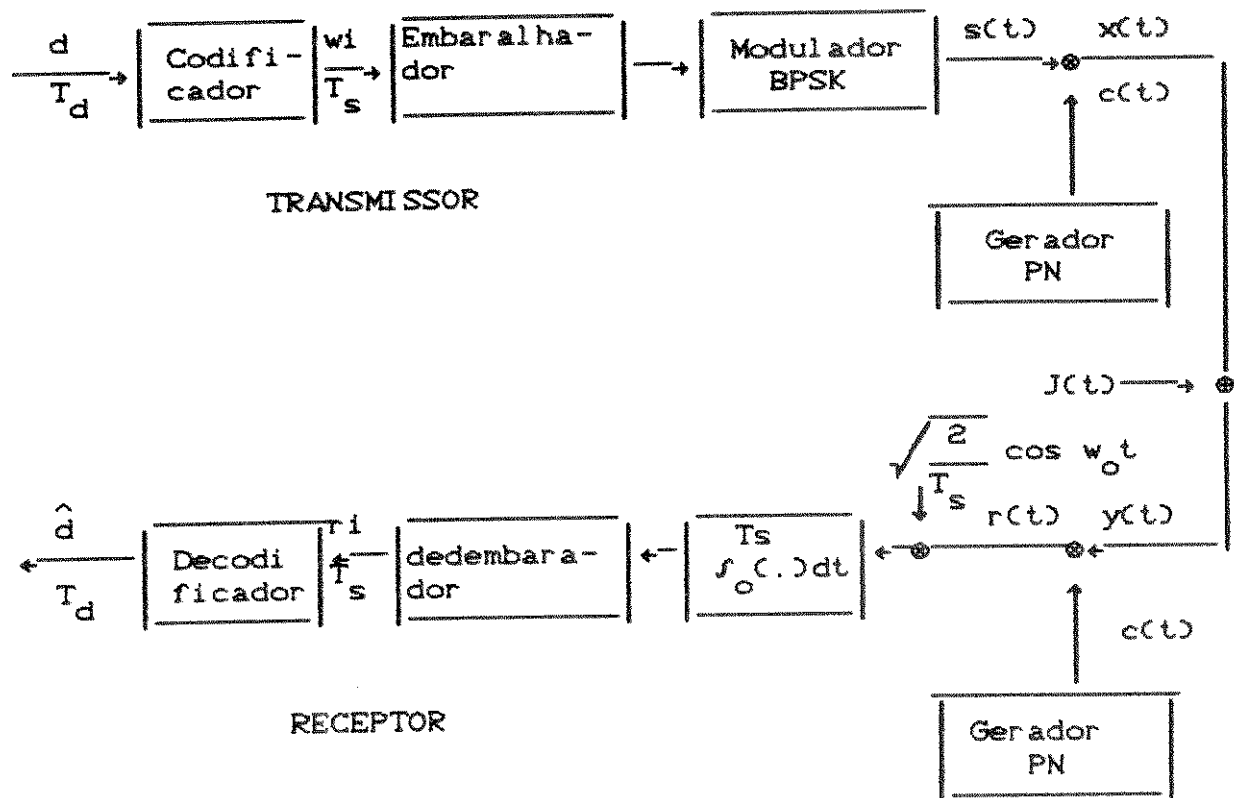 d
T_d
Codifi-
cador
wi
T_s
Embaralha-
dor
Modulador
BPSK
s(t)
x(t)
c(t)
TRANSMISSOR
Gerador
PN
J(t)
√(2/T_s) cos w_o t
d̂
T_d
Decodi
ficador
ri
T_s
dedembara-
dor
Ts
∫_o(.)dt
r(t)
y(t)
c(t)
RECEPTOR
Gerador
PN